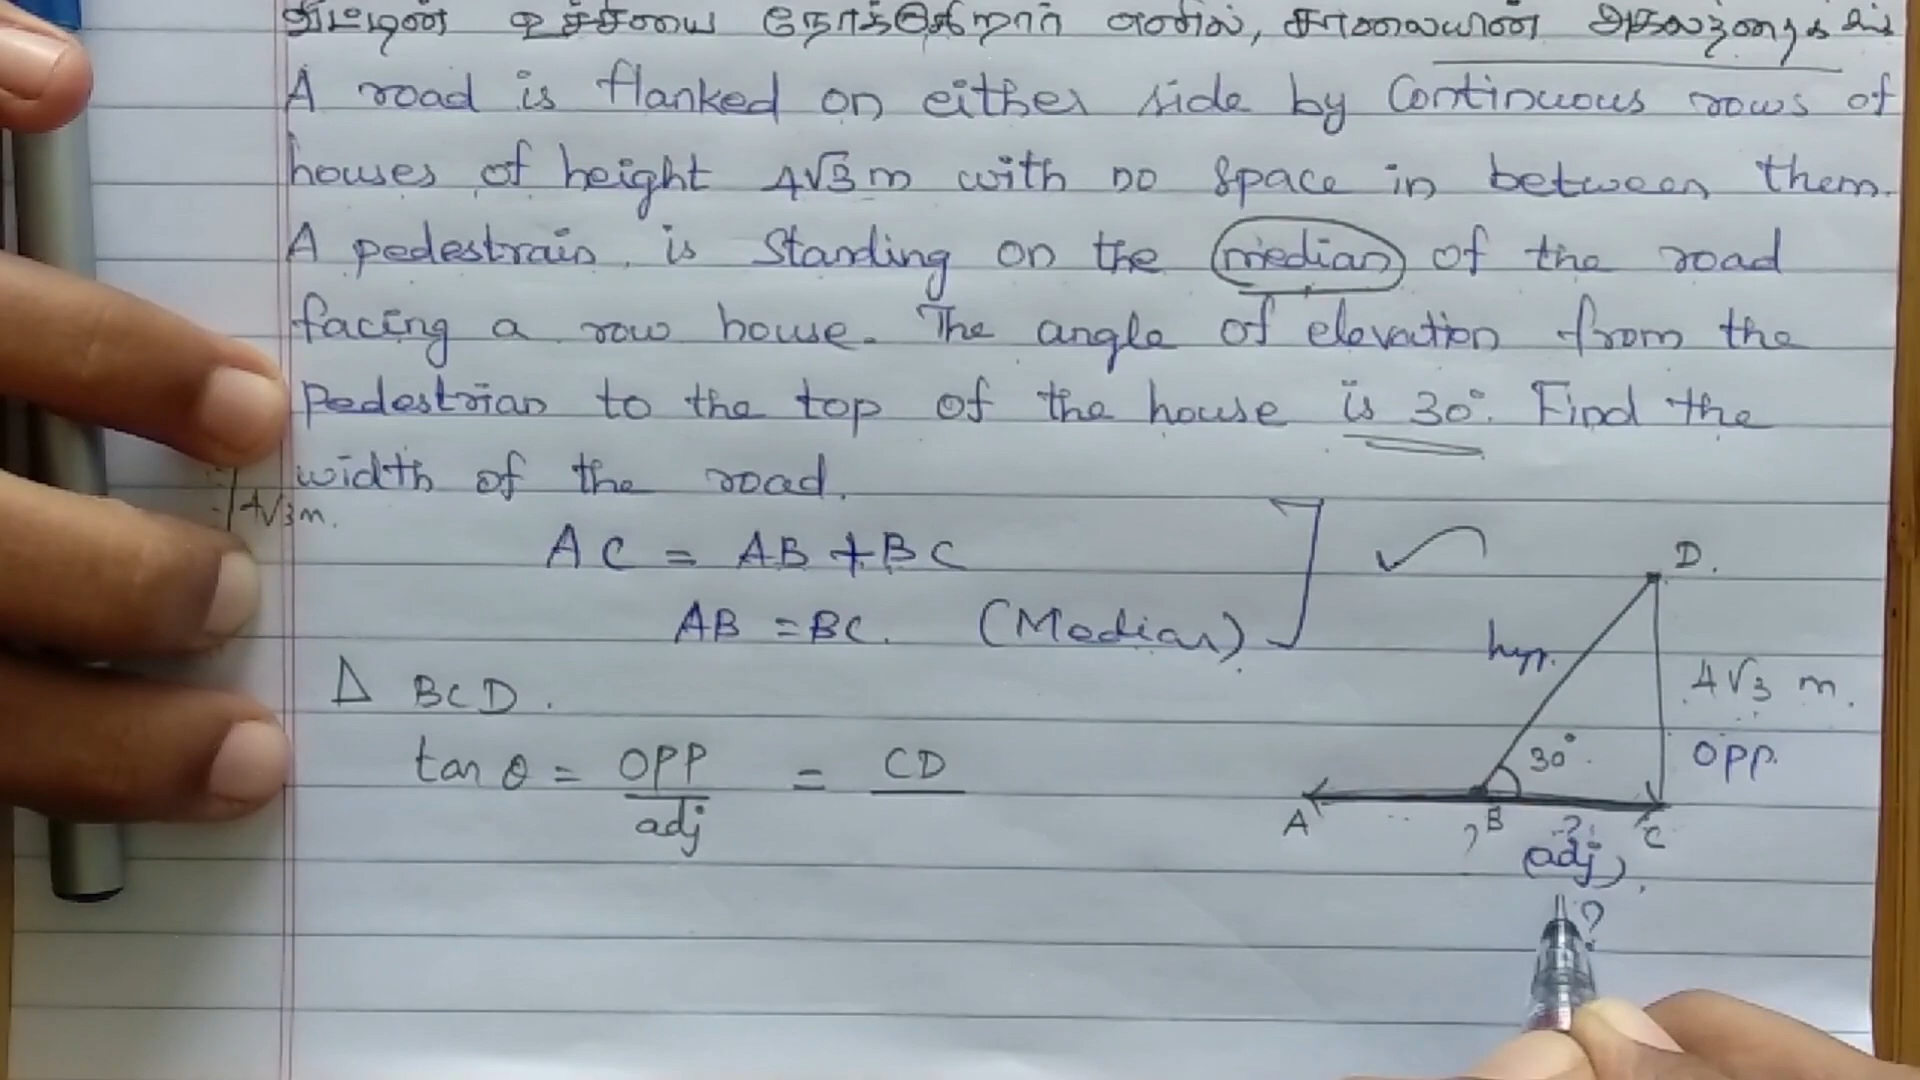 வீட்டின் உச்சியை நோக்குகிறார் எனில், சாலையின்
A road is flanked on either side by Continuous rows of
houses of height 4√3 m with no space in between them.
A pedestrain is Standing on the median of the road
facing a row house. The angle of elevation from the
Pedestrian to the top of the house is 30°. Find the
width of the road.
4√3 m.
AC = AB + BC
AB = BC. (Median)
Δ BCD.
tan θ = opp/adj = CD
D.
hyp.
4√3 m.
30°
opp.
A
? B
?
C
(adj).
?